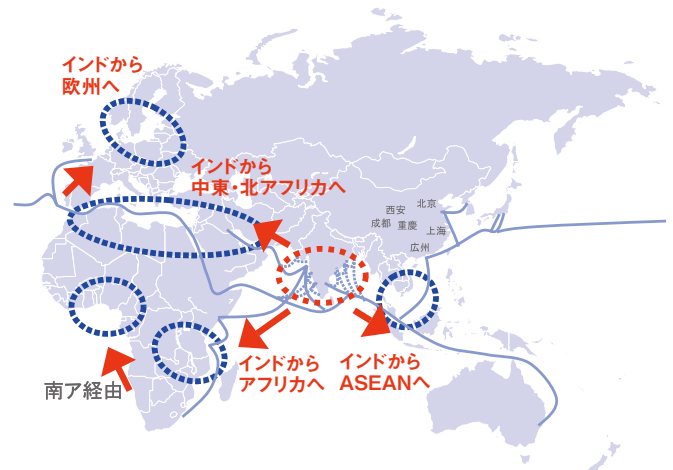 インドから
欧州へ
インドから
中東・北アフリカへ
西安
北京
成都
重慶
上海
広州
インドから
アフリカへ
インドから
ASEANへ
南ア経由